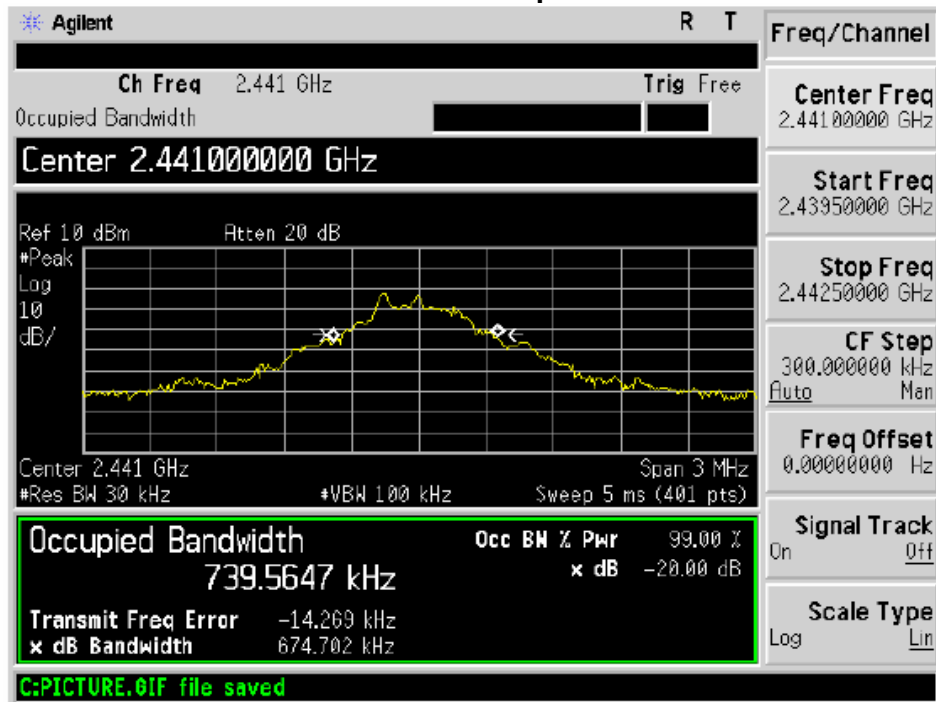 Agilent R T
Ch Freq 2.441 GHz Trig Free
Occupied Bandwidth
Center 2.441000000 GHz
Ref 10 dBm Atten 20 dB
#Peak
Log
10
dB/
Center 2.441 GHz Span 3 MHz
#Res BW 30 kHz #VBW 100 kHz Sweep 5 ms (401 pts)
Occupied Bandwidth Occ BW % Pwr 99.00 %
739.5647 kHz x dB -20.00 dB
Transmit Freq Error -14.269 kHz
x dB Bandwidth 674.702 kHz
C:PICTURE.GIF file saved
Freq/Channel
Center Freq
2.44100000 GHz
Start Freq
2.43950000 GHz
Stop Freq
2.44250000 GHz
CF Step
300.000000 kHz
Auto Man
Freq Offset
0.00000000 Hz
Signal Track
On Off
Scale Type
Log Lin